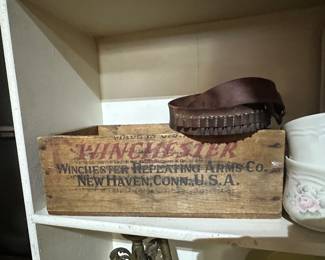 WINCHESTER
WINCHESTER REPEATING ARMS CO.
NEW HAVEN, CONN. U.S.A.